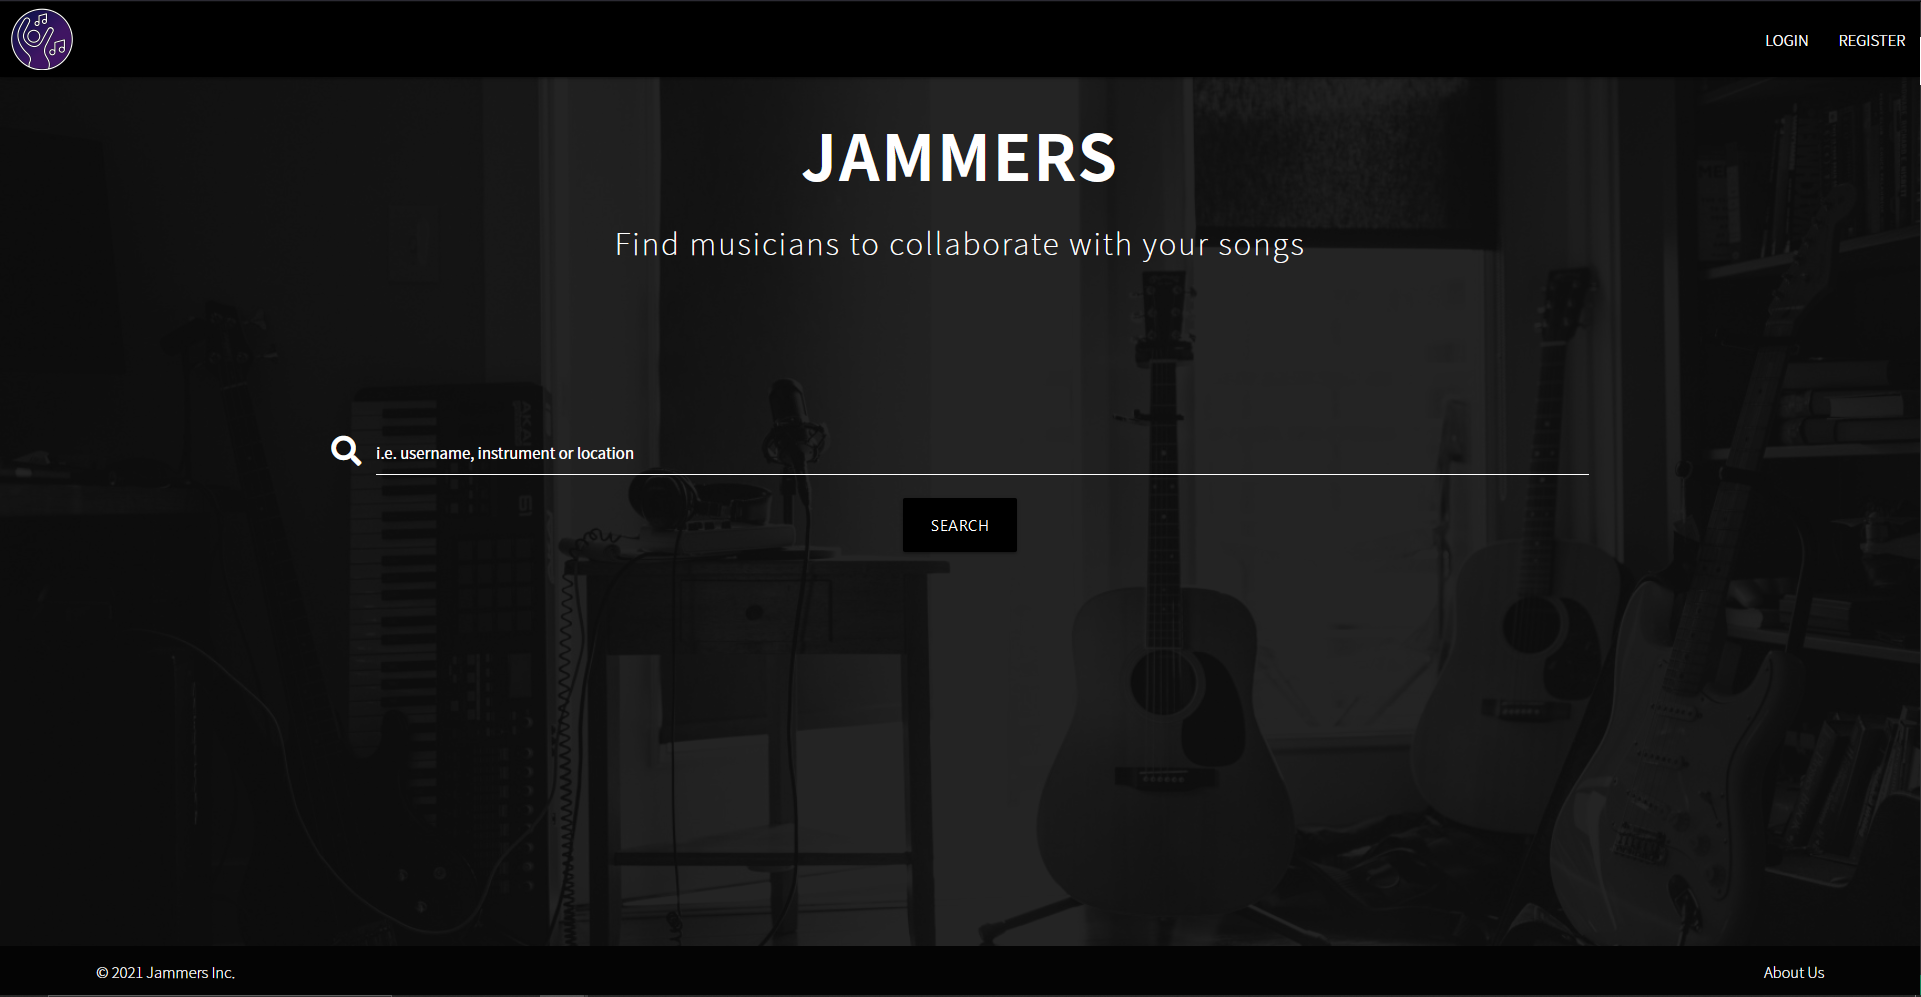 LOGIN
REGISTER
JAMMERS
Find musicians to collaborate with your songs
i.e. username, instrument or location
SEARCH
© 2021 Jammers Inc.
About Us